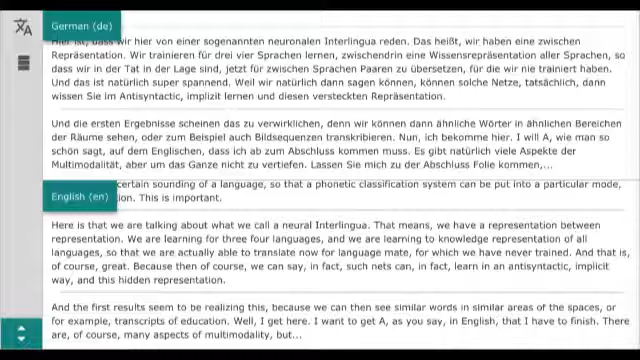 German (de)
Hier ist, dass wir hier von einer sogenannten neuronalen Interlingua reden. Das heißt, wir haben eine zwischen
Repräsentation. Wir trainieren für drei vier Sprachen lernen, zwischendrin eine Wissensrepräsentation aller Sprachen, so
dass wir in der Tat in der Lage sind, jetzt für zwischen Sprachen Paaren zu übersetzen, für die wir nie trainiert haben.
Und das ist natürlich super spannend. Weil wir natürlich dann sagen können, können solche Netze, tatsächlich, dann
wissen Sie im Antisyntactic, implizit lernen und diesen versteckten Repräsentation.
Und die ersten Ergebnisse scheinen das zu verwirklichen, denn wir können dann ähnliche Wörter in ähnlichen Bereichen
der Räume sehen, oder zum Beispiel auch Bildsequenzen transkribieren. Nun, ich bekomme hier. I will A, wie man so
schön sagt, auf dem Englischen, dass ich ab zum Abschluss kommen muss. Es gibt natürlich viele Aspekte der
Multimodalität, aber um das Ganze nicht zu vertiefen. Lassen Sie mich zu der Abschluss Folie kommen,...
certain sounding of a language, so that a phonetic classification system can be put into a particular mode,
English (en)
ion. This is important.
Here is that we are talking about what we call a neural Interlingua. That means, we have a representation between
representation. We are learning for three four languages, and we are learning to knowledge representation of all
languages, so that we are actually able to translate now for language mate, for which we have never trained. And that is,
of course, great. Because then of course, we can say, in fact, such nets can, in fact, learn in an antisyntactic, implicit
way, and this hidden representation.
And the first results seem to be realizing this, because we can then see similar words in similar areas of the spaces, or
for example, transcripts of education. Well, I get here. I want to get A, as you say, in English, that I have to finish. There
are, of course, many aspects of multimodality, but...